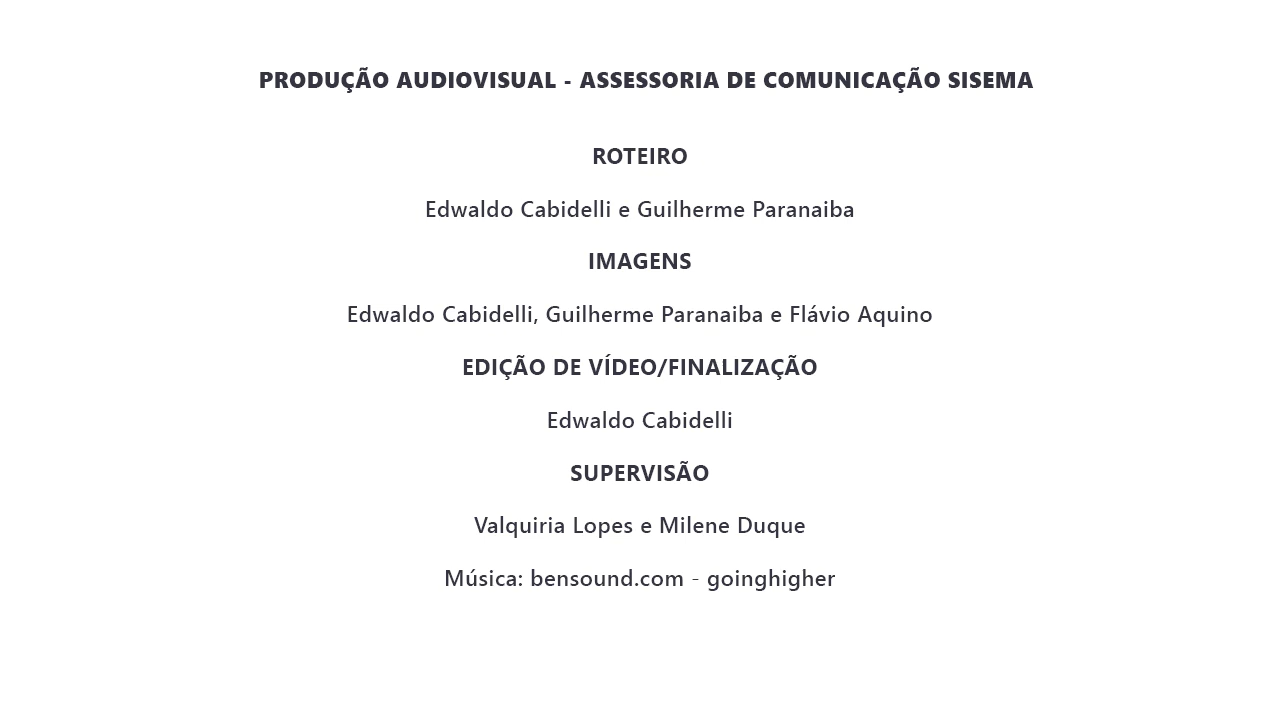 PRODUÇÃO AUDIOVISUAL - ASSESSORIA DE COMUNICAÇÃO SISEMA
ROTEIRO
Edwaldo Cabidelli e Guilherme Paranaiba
IMAGENS
Edwaldo Cabidelli, Guilherme Paranaiba e Flávio Aquino
EDIÇÃO DE VÍDEO/FINALIZAÇÃO
Edwaldo Cabidelli
SUPERVISÃO
Valquiria Lopes e Milene Duque
Música: bensound.com - goinghigher